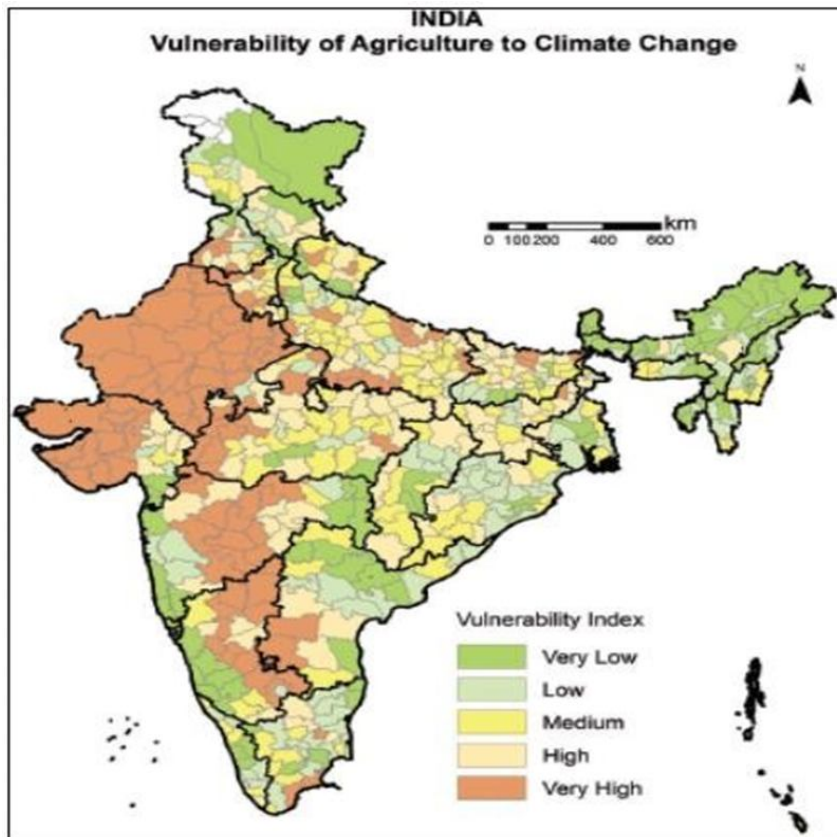 INDIA
Vulnerability of Agriculture to Climate Change
N
km
0 100 200 400 600
Vulnerability Index
Very Low
Low
Medium
High
Very High